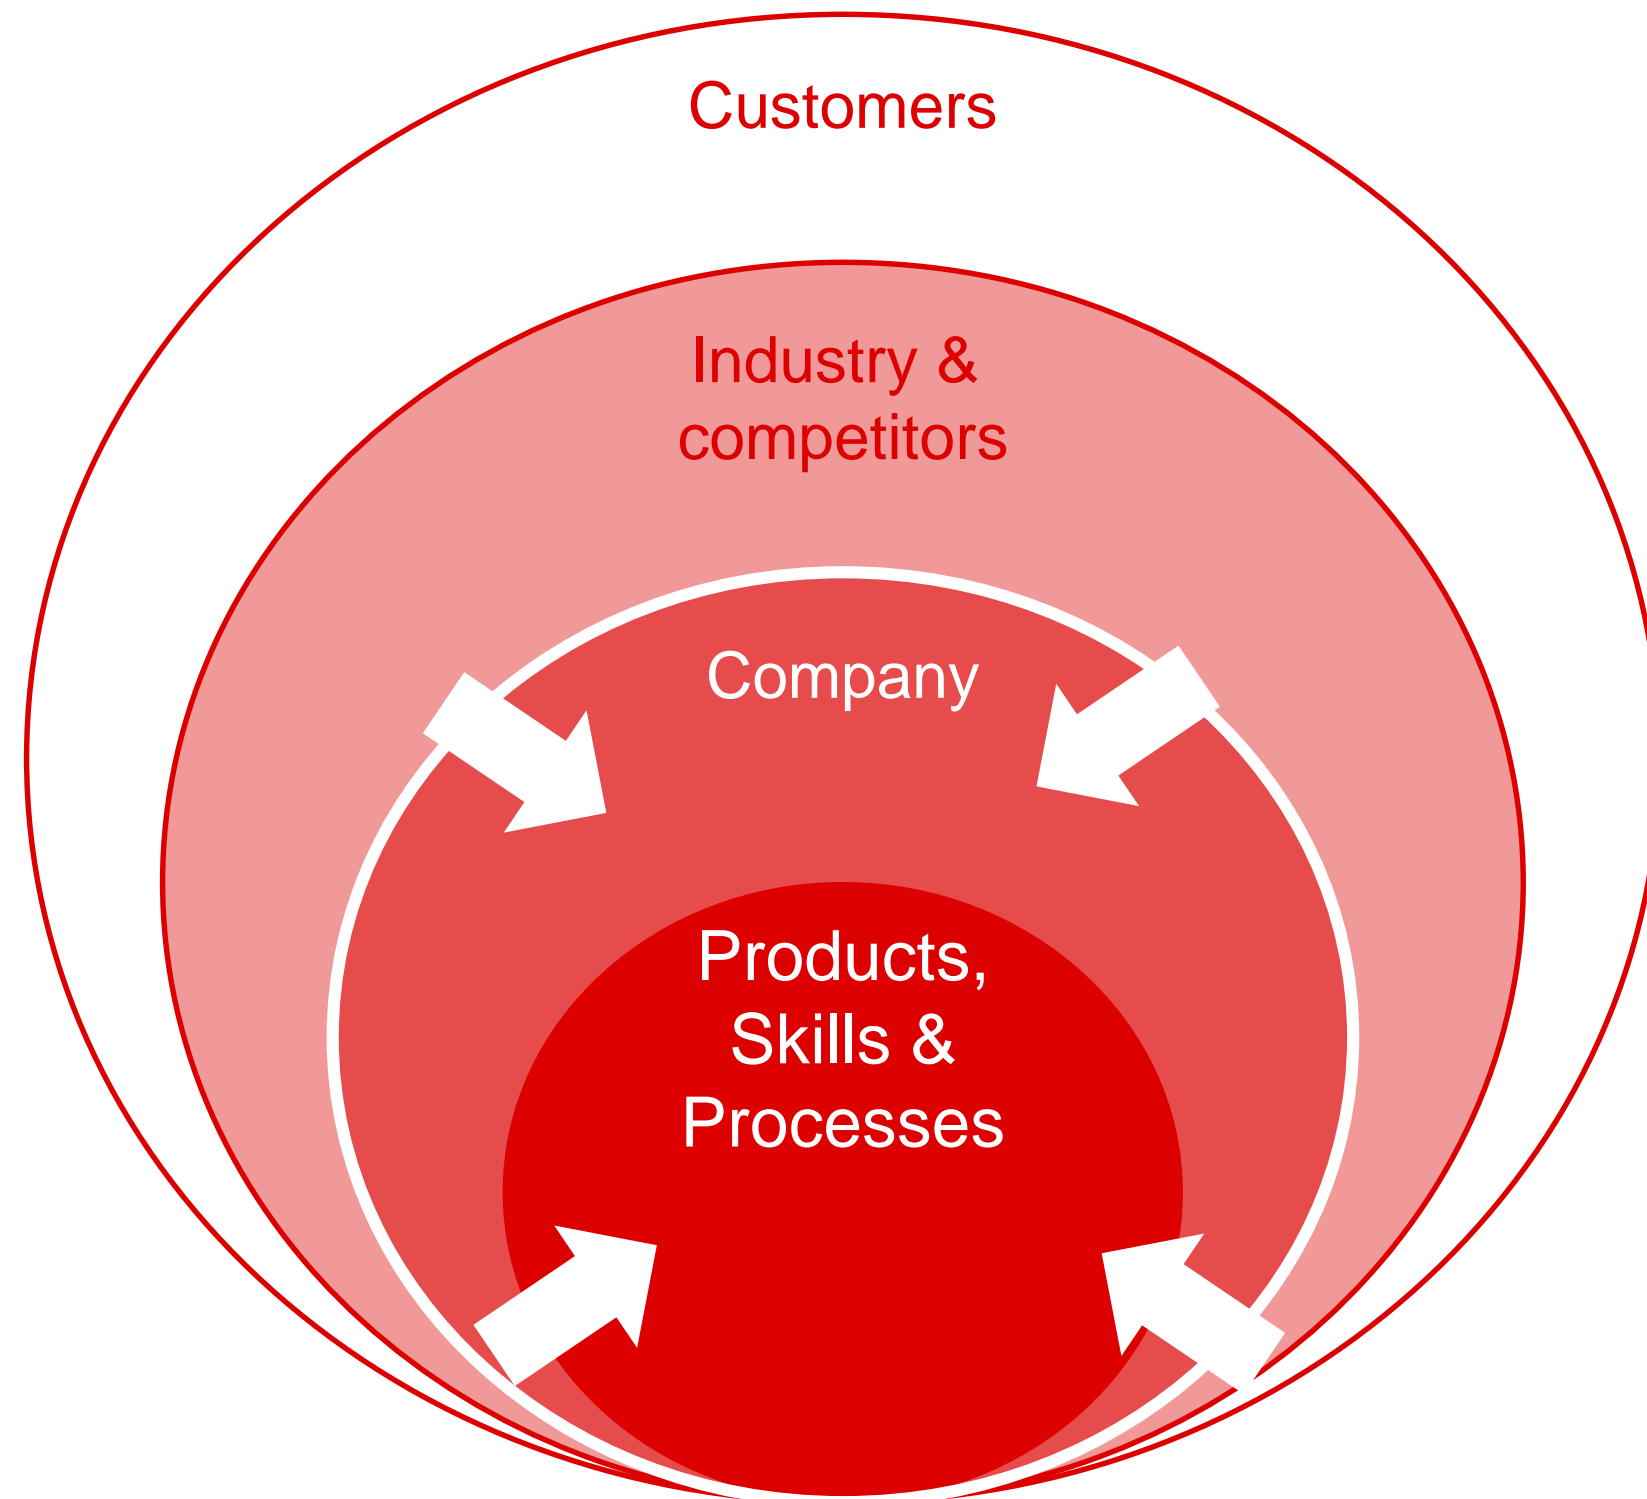 Customers
Industry &
competitors
Company
Products,
Skills &
Processes